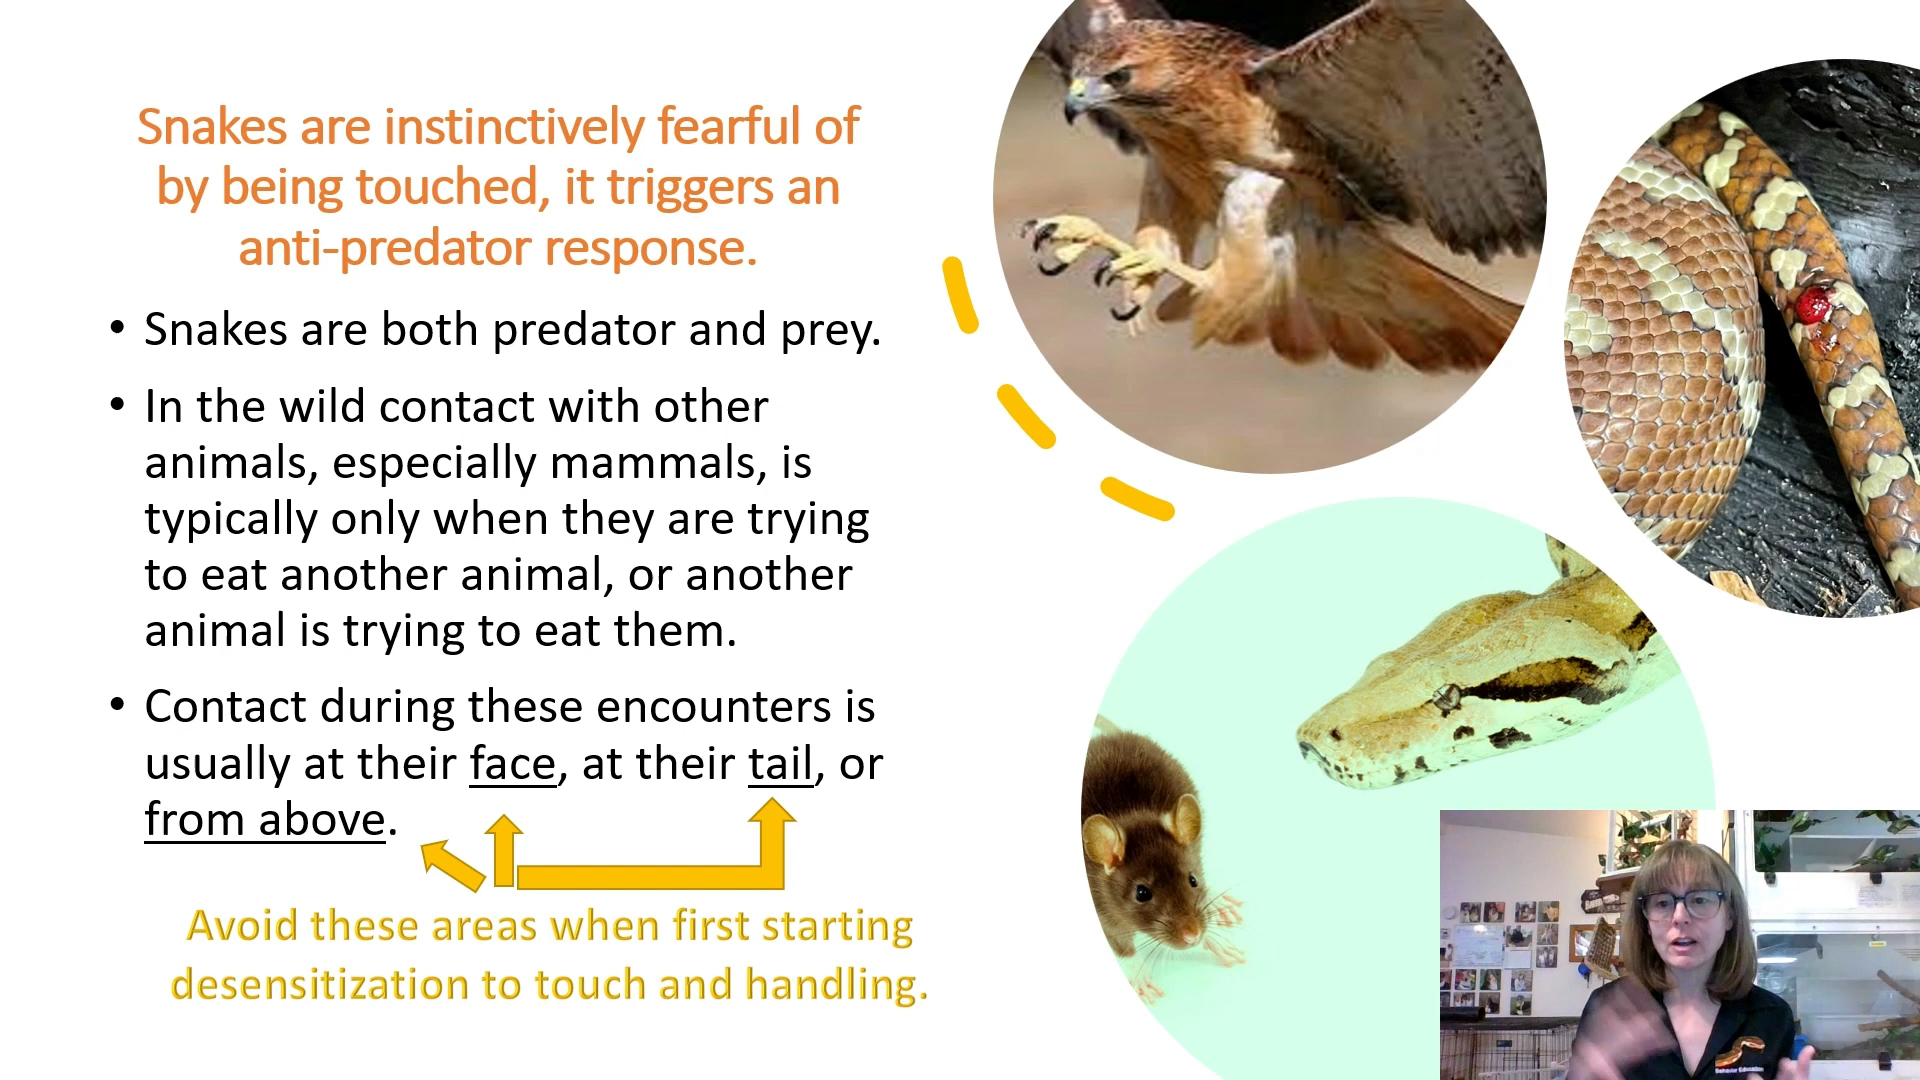 Snakes are instinctively fearful of
by being touched, it triggers an
anti-predator response.
• Snakes are both predator and prey.
• In the wild contact with other
animals, especially mammals, is
typically only when they are trying
to eat another animal, or another
animal is trying to eat them.
• Contact during these encounters is
usually at their face, at their tail, or
from above.
Avoid these areas when first starting
desensitization to touch and handling.
Behavior Education